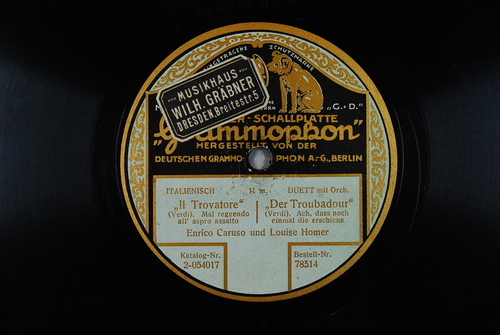 EINGETRAGENE SCHUTZMARKE
MUSIKHAUS
WILH. GRÄBNER
DRESDEN, Breitestr. 5
"G.&D."
SCHALLPLATTE
"Grammophon"
HERGESTELLT VON DER
DEUTSCHEN GRAMMOPHON A.-G., BERLIN
ITALIENISCH
m.
DUETT mit Orch.
„Il Trovatore“
(Verdi). Mal reggendo
all' aspro assalto
„Der Troubadour“
(Verdi). Ach, dass noch
einmal die erschiene
Enrico Caruso und Louise Homer
Katalog-Nr.
2-054017
Bestell-Nr.
78514